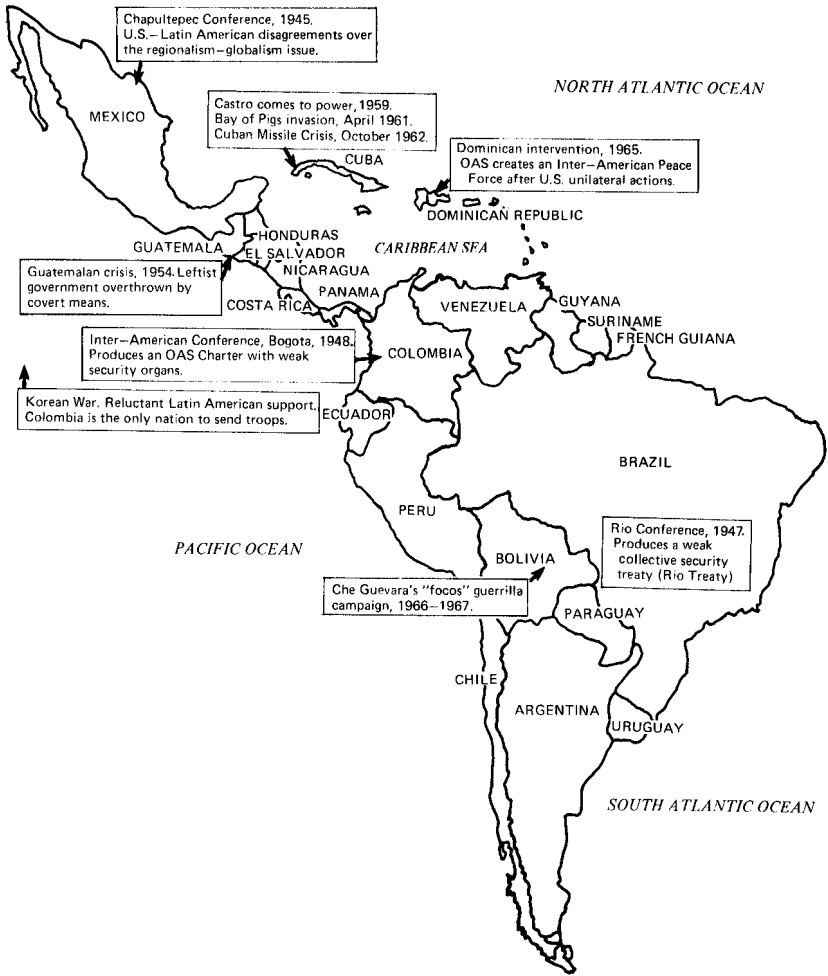 Chapultepec Conference, 1945.
U.S.–Latin American disagreements over
the regionalism–globalism issue.
NORTH ATLANTIC OCEAN
MEXICO
Castro comes to power, 1959.
Bay of Pigs invasion, April 1961.
Cuban Missile Crisis, October 1962.
CUBA
Dominican intervention, 1965.
OAS creates an Inter–American Peace
Force after U.S. unilateral actions.
DOMINICAN REPUBLIC
HONDURAS
GUATEMALA
EL SALVADOR
CARIBBEAN SEA
NICARAGUA
Guatemalan crisis, 1954. Leftist
government overthrown by
covert means.
PANAMA
COSTA RICA
VENEZUELA
GUYANA
SURINAME
FRENCH GUIANA
Inter–American Conference, Bogota, 1948.
Produces an OAS Charter with weak
security organs.
COLOMBIA
Korean War. Reluctant Latin American support.
Colombia is the only nation to send troops.
ECUADOR
BRAZIL
PERU
PACIFIC OCEAN
Rio Conference, 1947.
Produces a weak
collective security
treaty (Rio Treaty)
BOLIVIA
Che Guevara's "focos" guerrilla
campaign, 1966–1967.
PARAGUAY
CHILE
ARGENTINA
URUGUAY
SOUTH ATLANTIC OCEAN